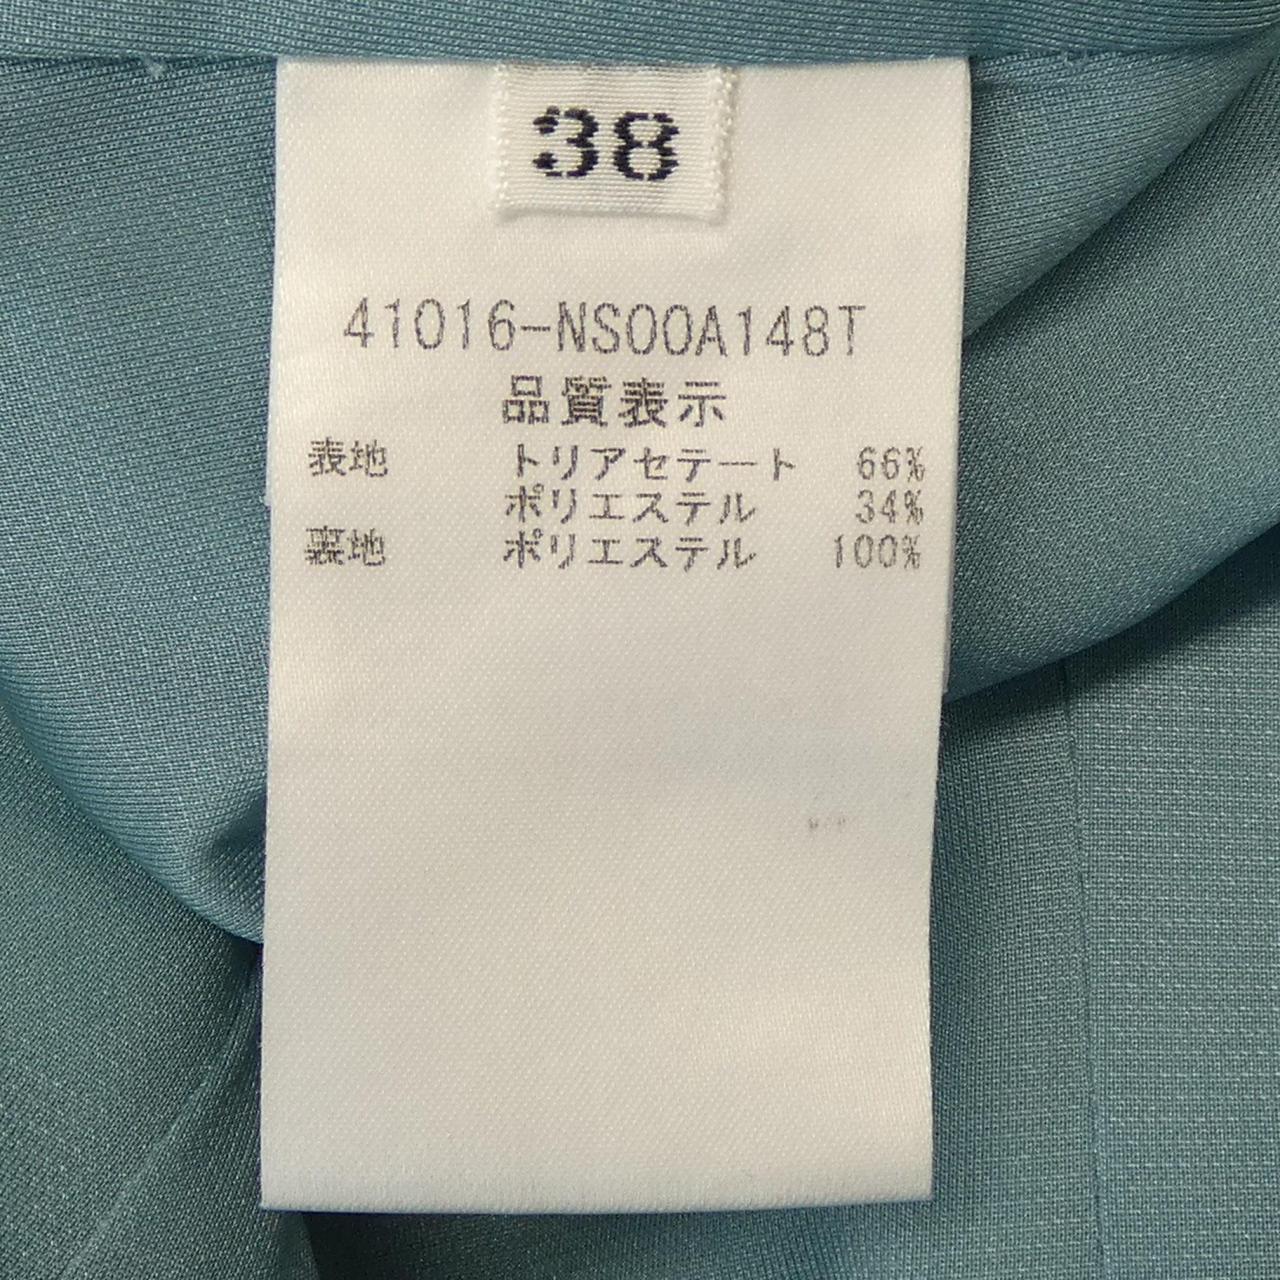 38
41016-NS00A148T
品質表示
表地 トリアセテート 66%
ポリエステル 34%
裏地 ポリエステル 100%